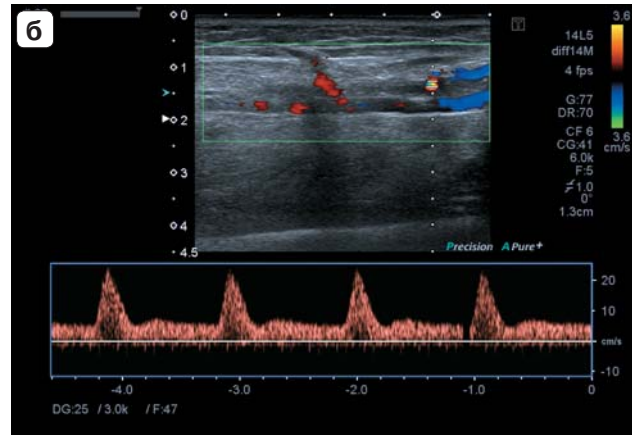 б
0
1
2
3
4
4.5
T
3.6
14L5
diff14M
4 fps
G:77
DR:70
CF 6
CG:41
6.0k
F:5
1.0
0°
1.3cm
3.6
cm/s
Precision APure+
20
10
cm/s
-10
-4.0
-3.0
-2.0
-1.0
0
DG:25 / 3.0k / F:47